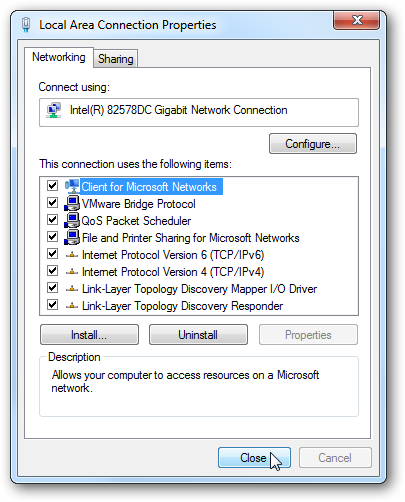 Local Area Connection Properties
Networking
Sharing
Connect using:
Intel(R) 82578DC Gigabit Network Connection
Configure...
This connection uses the following items:
Client for Microsoft Networks
VMware Bridge Protocol
QoS Packet Scheduler
File and Printer Sharing for Microsoft Networks
Internet Protocol Version 6 (TCP/IPv6)
Internet Protocol Version 4 (TCP/IPv4)
Link-Layer Topology Discovery Mapper I/O Driver
Link-Layer Topology Discovery Responder
Install...
Uninstall
Properties
Description
Allows your computer to access resources on a Microsoft
network.
Close
Cancel